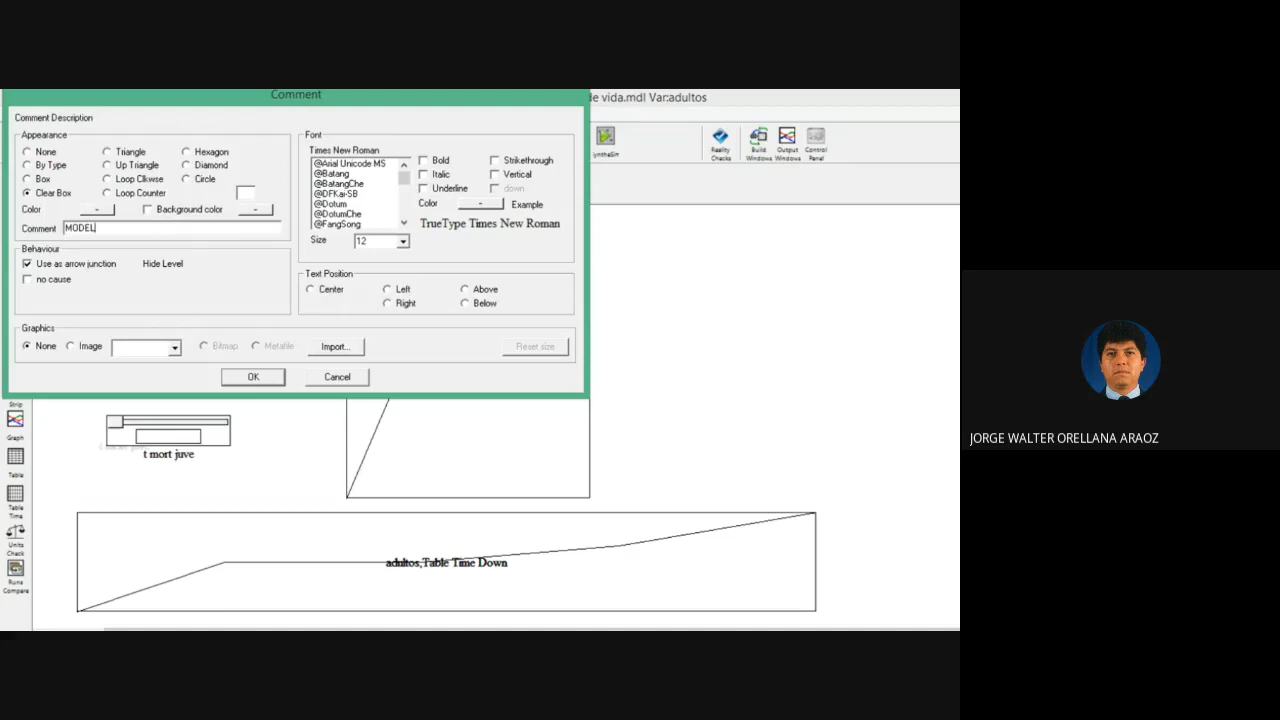 Comment
de vida.mdl Var:adultos
Comment Description
Appearance
None
Triangle
Hexagon
By Type
Up Triangle
Diamond
Box
Loop Clkwse
Circle
Clear Box
Loop Counter
Color
-
Background color
-
Comment
MODEL
Behaviour
Use as arrow junction
Hide Level
no cause
Font
Times New Roman
@Arial Unicode MS
@Batang
@BatangChe
@DFKai-SB
@Dotum
@DotumChe
@FangSong
Size
12
Bold
Strikethrough
Italic
Vertical
Underline
down
Color
-
Example
TrueType Times New Roman
Text Position
Center
Left
Above
Right
Below
Graphics
None
Image
Bitmap
Metafile
Import...
Reset size
OK
Cancel
SyntheSim
Reality
Checks
Build
Windows
Output
Windows
Control
Panel
Strip
Graph
Table
Table
Time
Units
Check
Runs
Compare
t mort juve
adultos,Table Time Down
JORGE WALTER ORELLANA ARAOZ